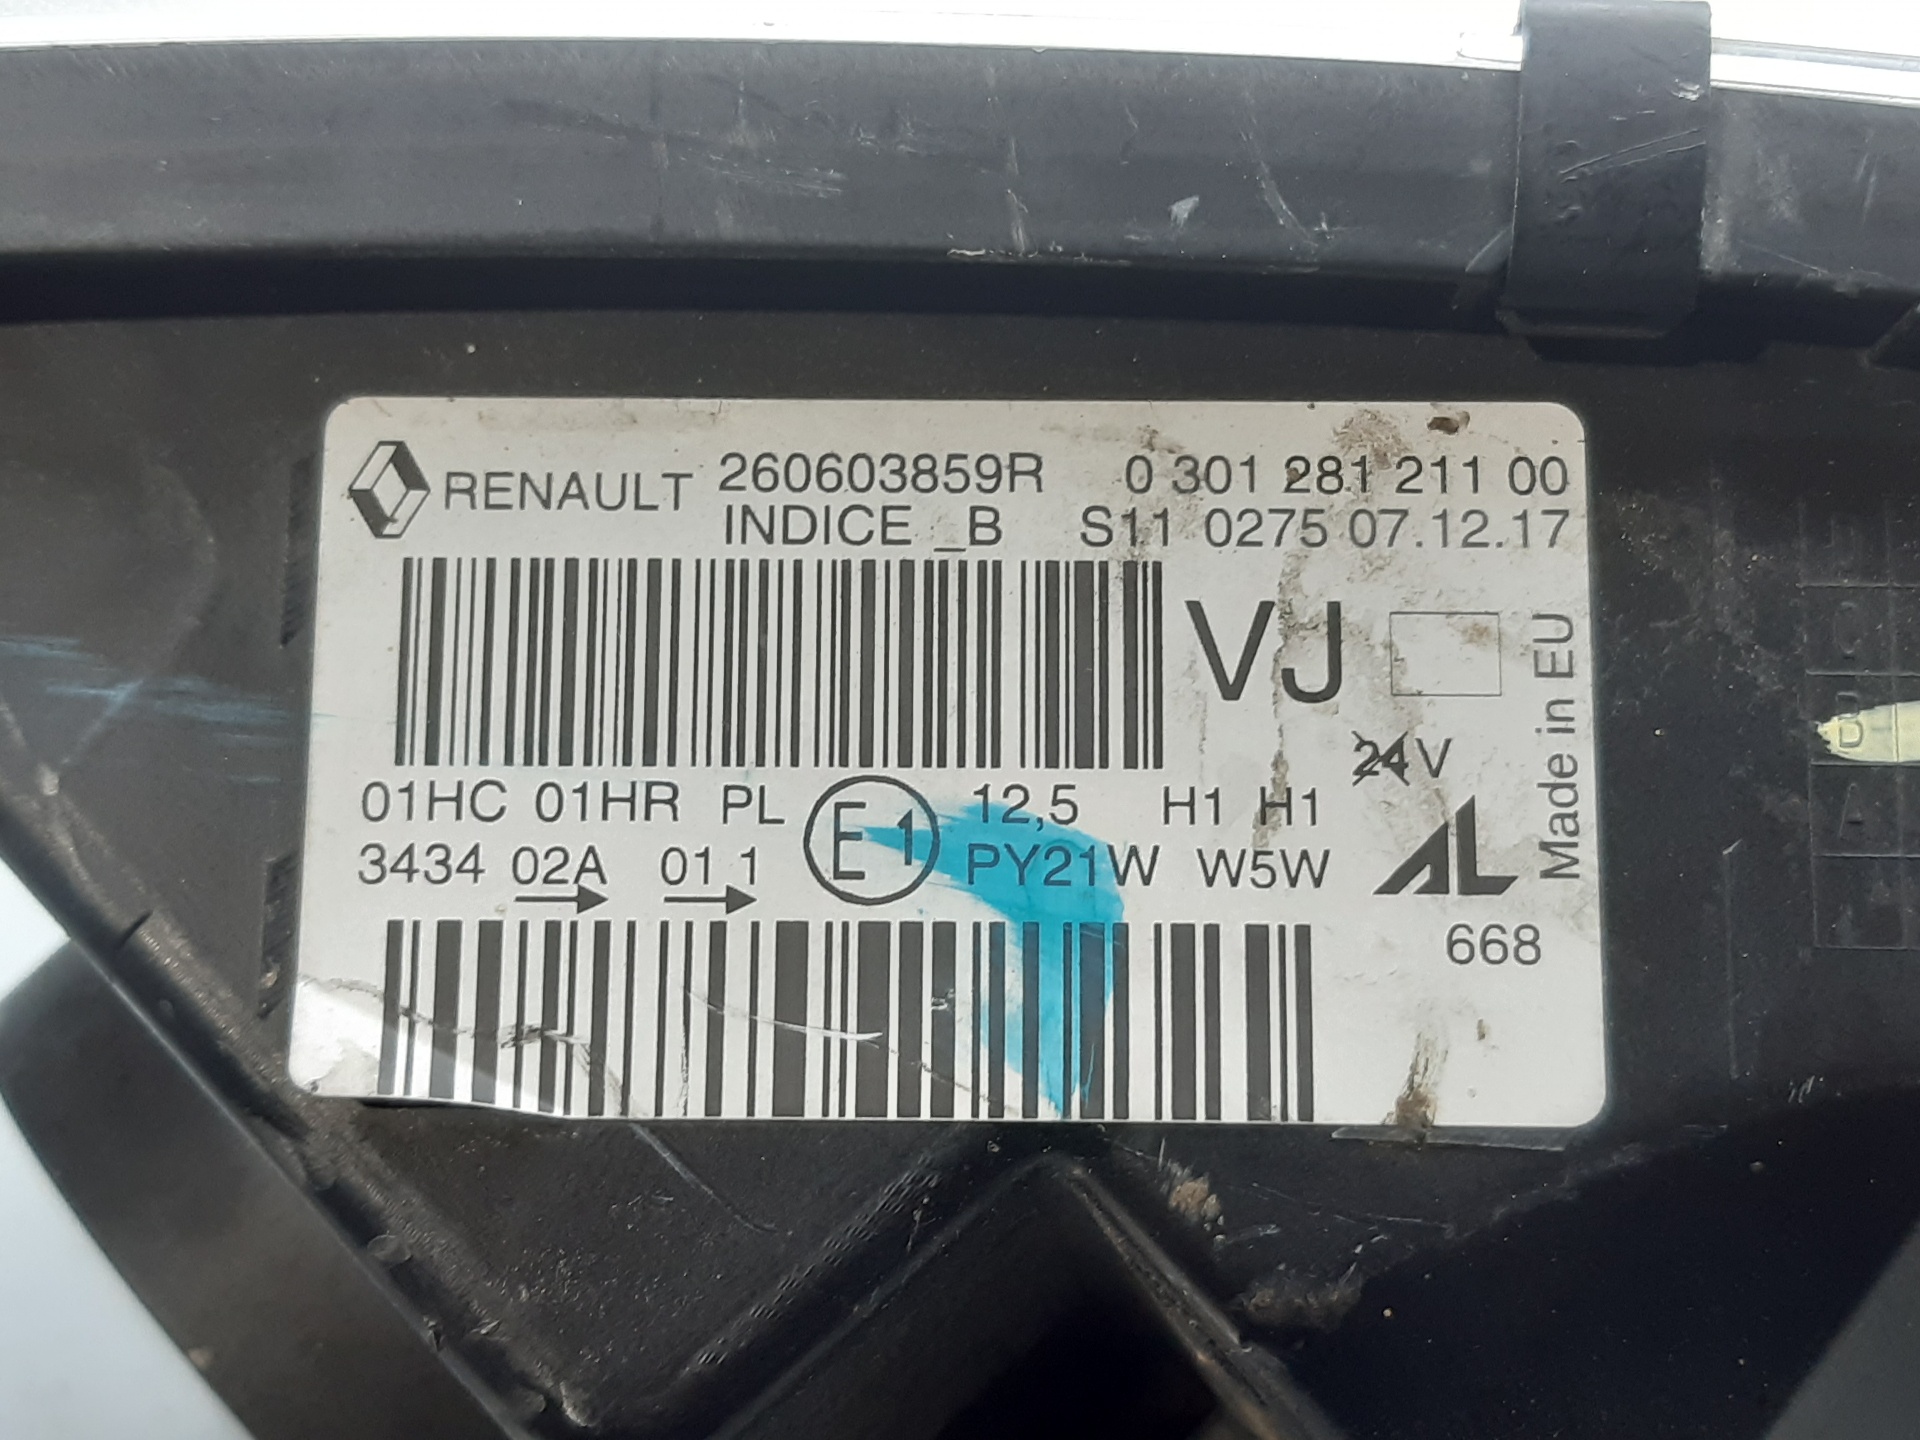 RENAULT 260603859R 0 301 281 211 00
INDICE _B S11 0275 07.12.17
VJ
Made in EU
24V
01HC 01HR PL E1 12,5 H1 H1
3434 02A 01 1 PY21W W5W
AL
668
C
B
A